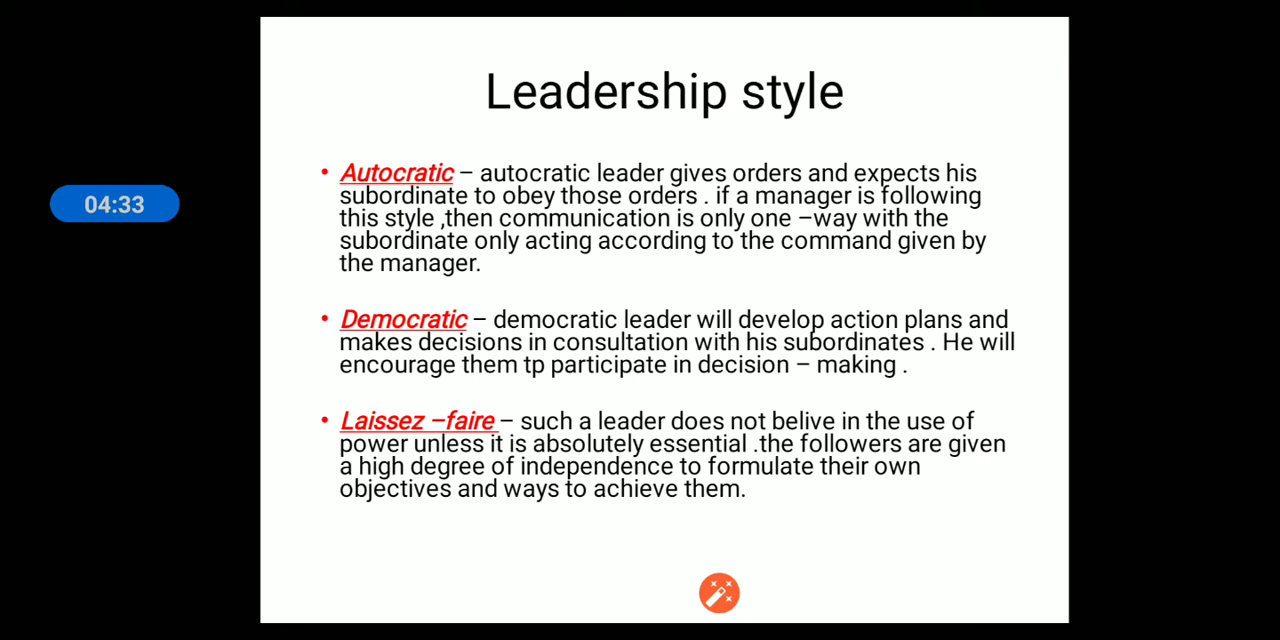 Leadership style
04:33
• Autocratic – autocratic leader gives orders and expects his
subordinate to obey those orders . if a manager is following
this style ,then communication is only one –way with the
subordinate only acting according to the command given by
the manager.
• Democratic – democratic leader will develop action plans and
makes decisions in consultation with his subordinates . He will
encourage them tp participate in decision – making .
• Laissez –faire – such a leader does not belive in the use of
power unless it is absolutely essential .the followers are given
a high degree of independence to formulate their own
objectives and ways to achieve them.